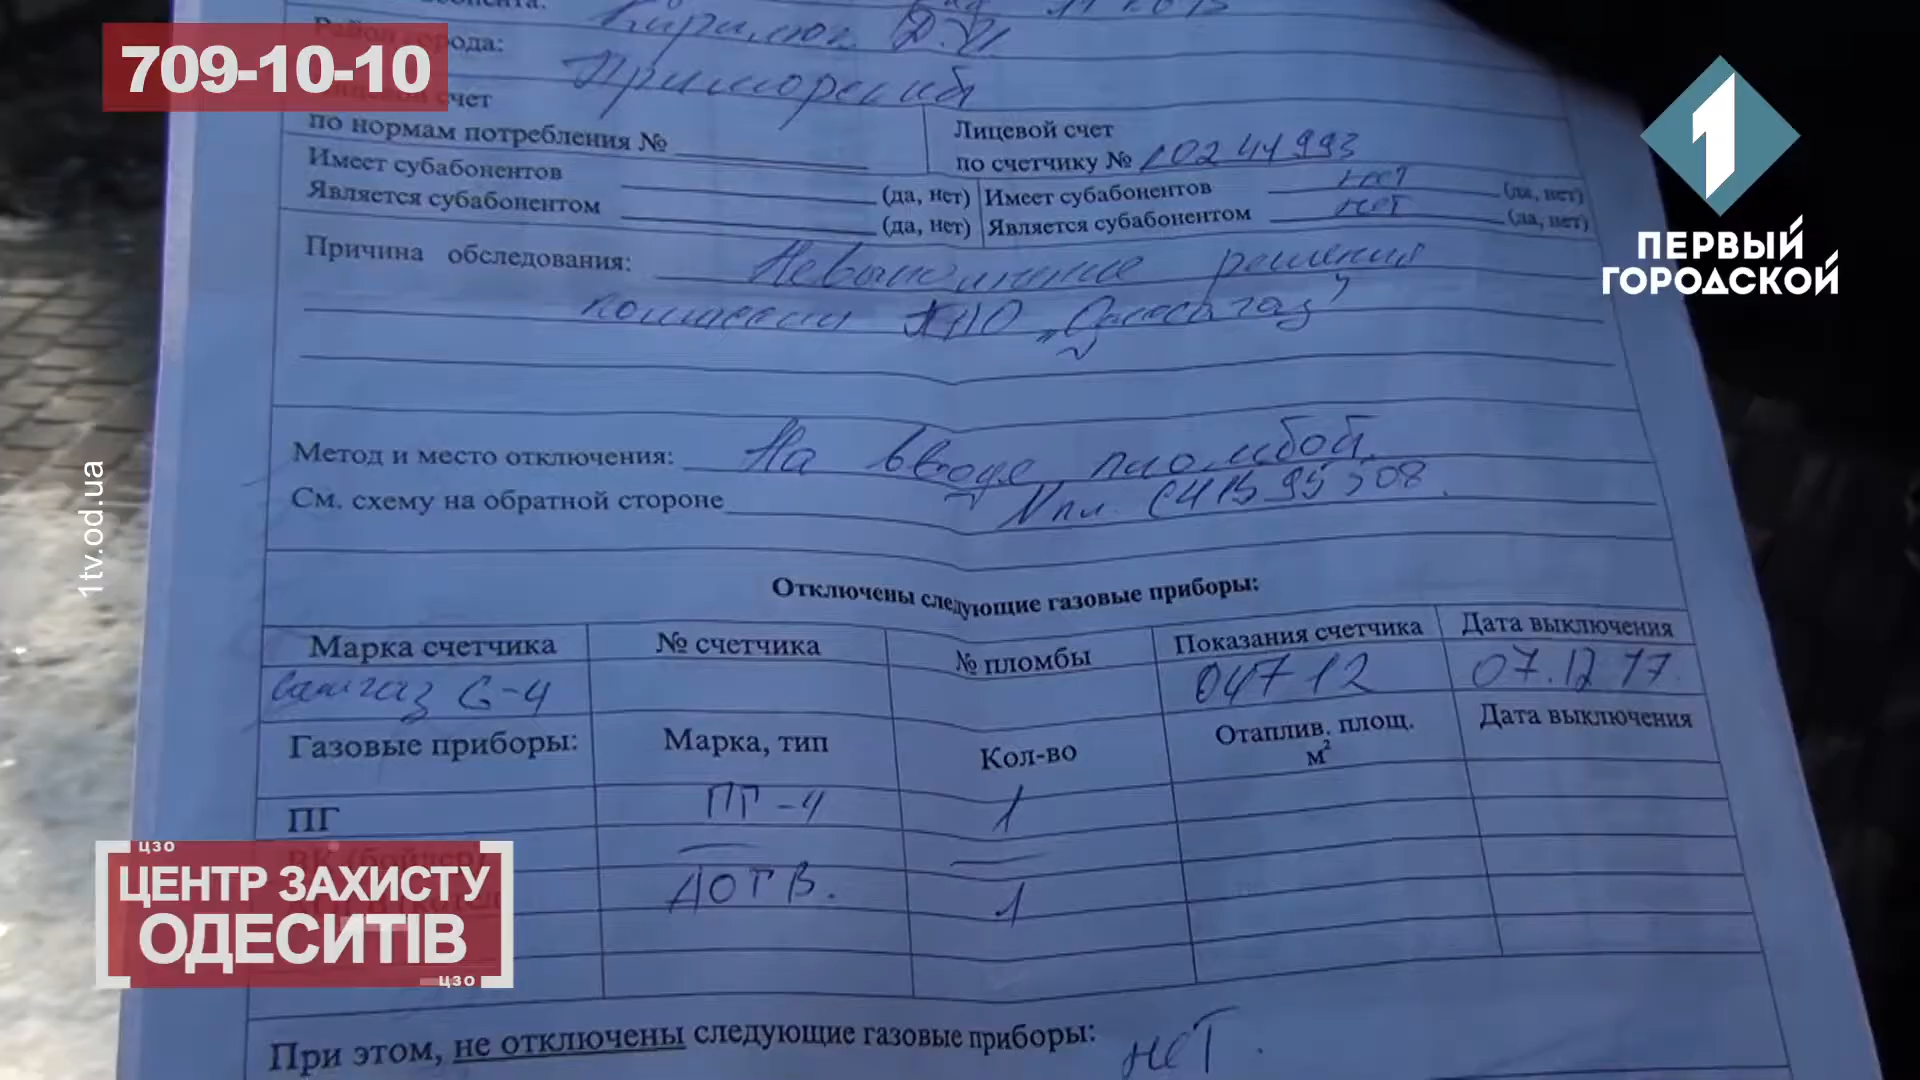 709-10-10
города:
Приморский
счет
по нормам потребления №
Лицевой счет
по счетчику № 10244993
Имеет субабонентов (да, нет)
Является субабонентом (да, нет)
Имеет субабонентов нет (да, нет)
Является субабонентом нет (да, нет)
Причина обследования: Невыполнение решения
комиссии „Одессагаз”
Метод и место отключения: На вводе пломбой.
См. схему на обратной стороне №пл.
Отключены следующие газовые приборы:
Марка счетчика № счетчика № пломбы Показания счетчика Дата выключения
Самгаз G-4 04712 07.12.17
Газовые приборы: Марка, тип Кол-во Отаплив. площ. м² Дата выключения
ПГ ПГ-4 1
АОГВ. 1
При этом, не отключены следующие газовые приборы: нет.
1
ПЕРВЫЙ
ГОРОДСКОЙ
1tv.od.ua
ЦЗО
ЦЕНТР ЗАХИСТУ
ОДЕСИТІВ
ЦЗО